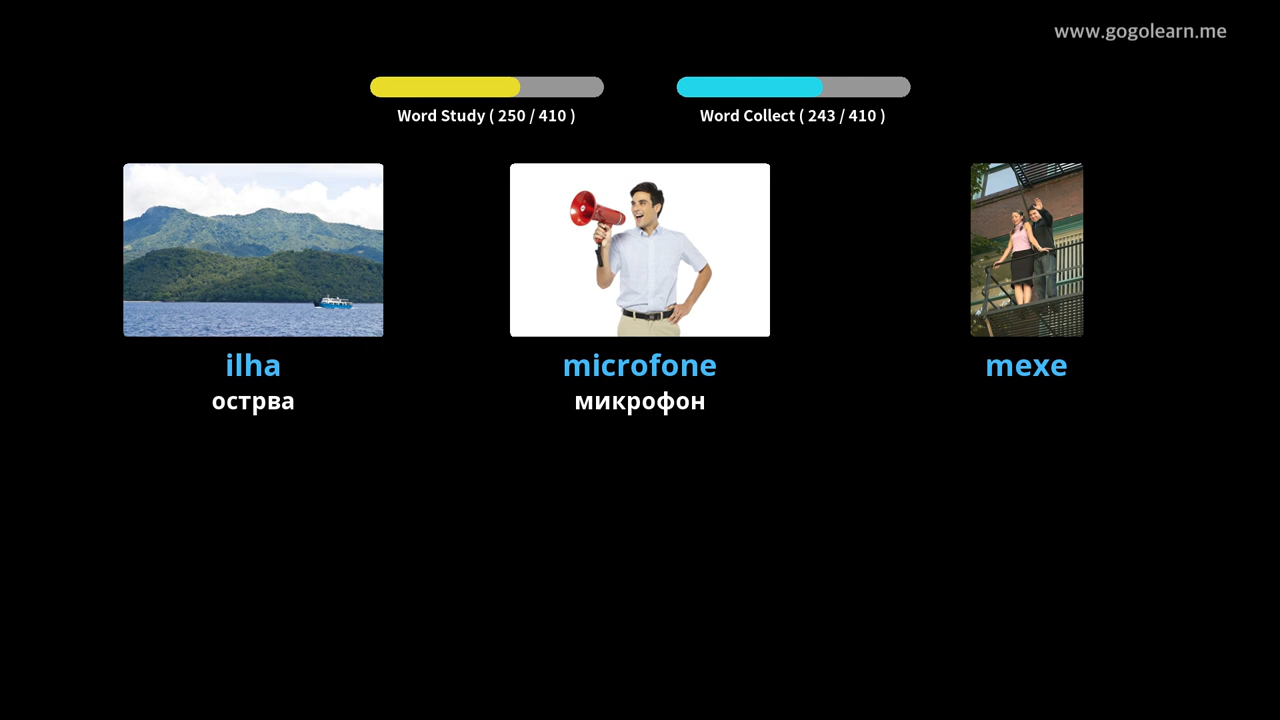 www.gogolearn.me
Word Study ( 250 / 410 )
Word Collect ( 243 / 410 )
ilha
microfone
mexe
острва
микрофон